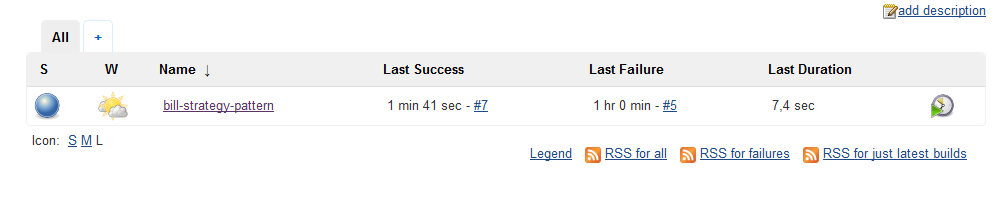 add description
All +
S W Name ↓ Last Success Last Failure Last Duration
bill-strategy-pattern 1 min 41 sec - #7 1 hr 0 min - #5 7,4 sec
Icon: S M L
Legend RSS for all RSS for failures RSS for just latest builds